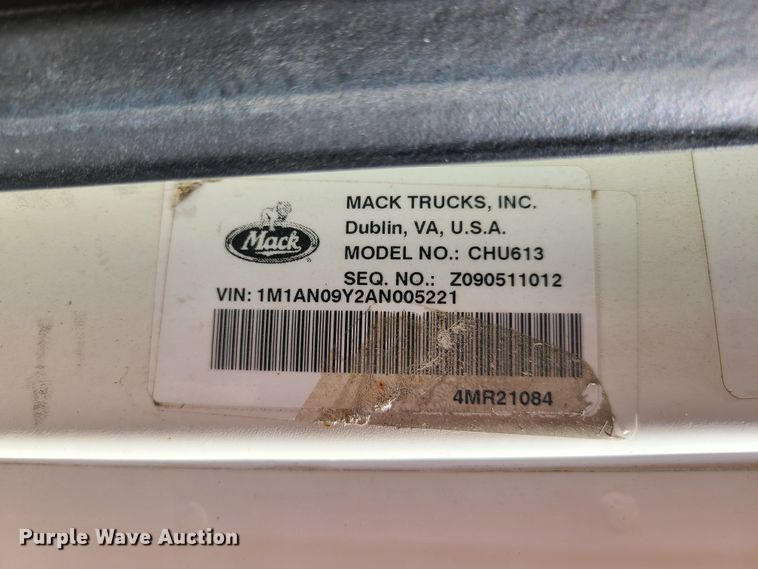 MACK TRUCKS, INC.
Dublin, VA, U.S.A.
Mack
MODEL NO.: CHU613
SEQ. NO.: Z090511012
VIN: 1M1AN09Y2AN005221
4MR21084
Purple Wave Auction